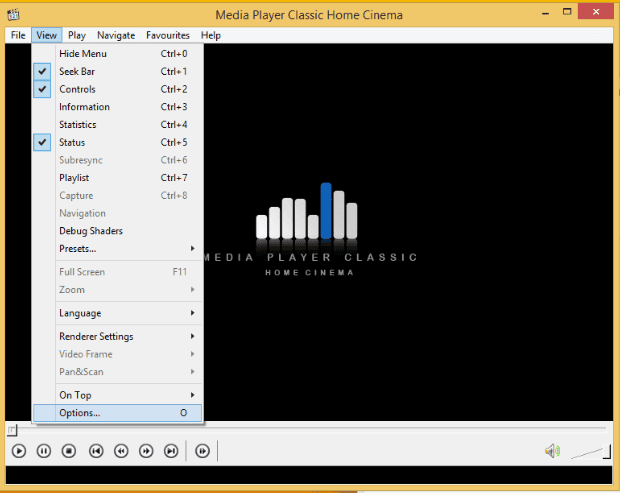 Media Player Classic Home Cinema
File View Play Navigate Favourites Help
Hide Menu Ctrl+0
Seek Bar Ctrl+1
Controls Ctrl+2
Information Ctrl+3
Statistics Ctrl+4
Status Ctrl+5
Subresync Ctrl+6
Playlist Ctrl+7
Capture Ctrl+8
Navigation
Debug Shaders
Presets...
Full Screen F11
Zoom
Language
Renderer Settings
Video Frame
Pan&Scan
On Top
Options... O
MEDIA PLAYER CLASSIC
HOME CINEMA